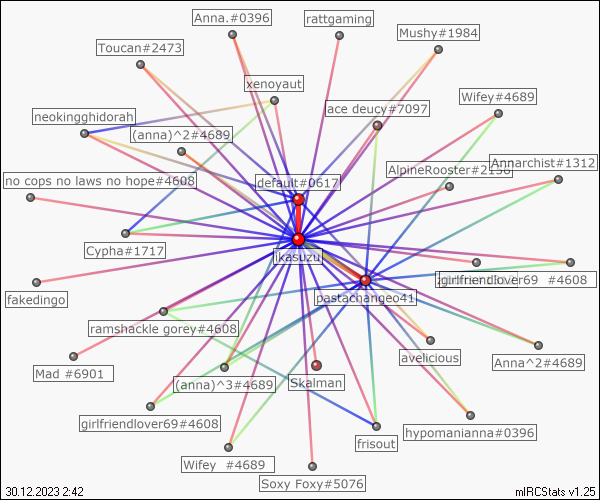 Anna.#0396
rattgaming
Mushy#1984
Toucan#2473
xenoyaut
ace deucy#7097
Wifey#4689
neokingghidorah
(anna)^2#4689
AlpineRooster#2158
Annarchist#1312
no cops no laws no hope#4608
default#0617
Cypha#1717
ikasuzu
girlfriendlover69 #4608
fakedingo
pastachangeo41
ramshackle gorey#4608
avelicious
Anna^2#4689
Mad #6901
(anna)^3#4689
Skalman
girlfriendlover69#4608
hypomanianna#0396
frisout
Wifey #4689
Soxy Foxy#5076
30.12.2023 2:42
mIRCStats v1.25